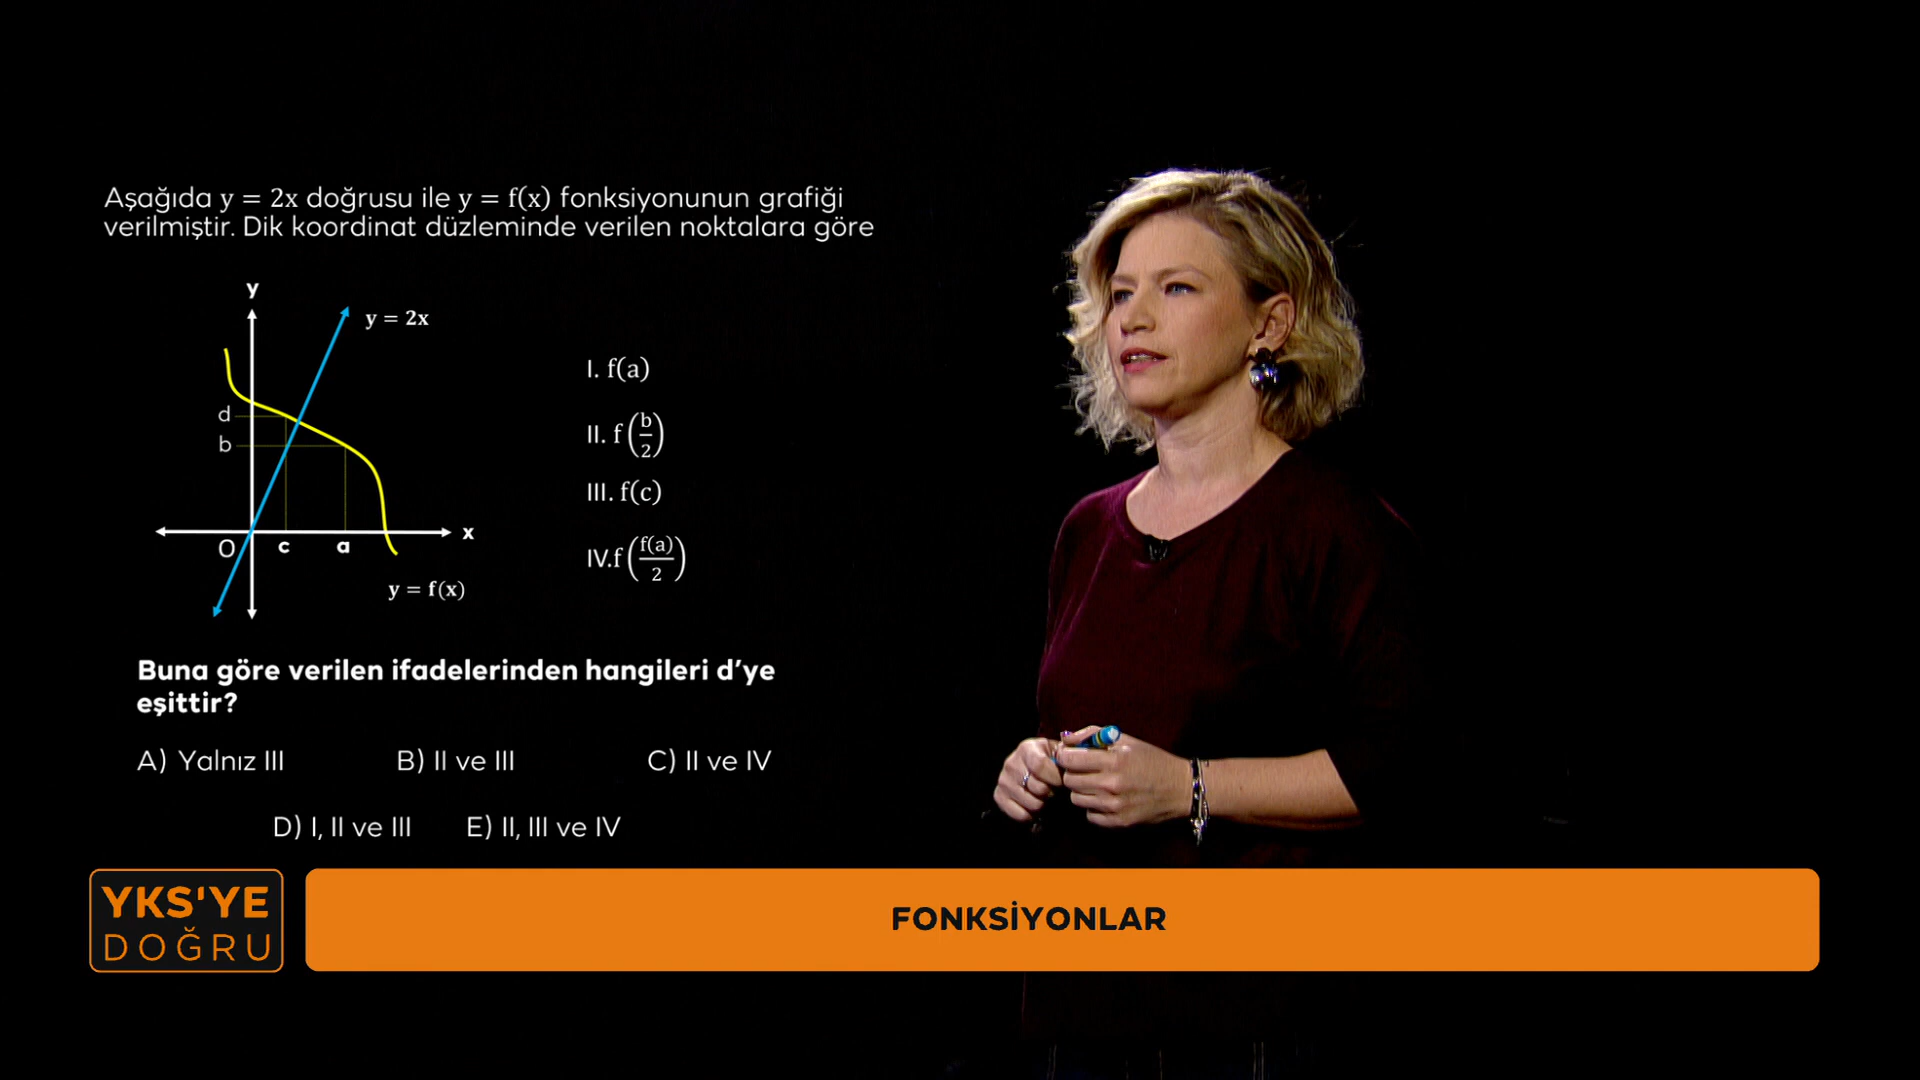 Aşağıda y = 2x doğrusu ile y = f(x) fonksiyonunun grafiği
verilmiştir. Dik koordinat düzleminde verilen noktalara göre
y
y = 2x
d
b
O
c
a
x
y = f(x)
I. f(a)
II. f(b/2)
III. f(c)
IV.f(f(a)/2)
Buna göre verilen ifadelerinden hangileri d’ye
eşittir?
A) Yalnız III
B) II ve III
C) II ve IV
D) I, II ve III
E) II, III ve IV
YKS'YE
DOĞRU
FONKSİYONLAR